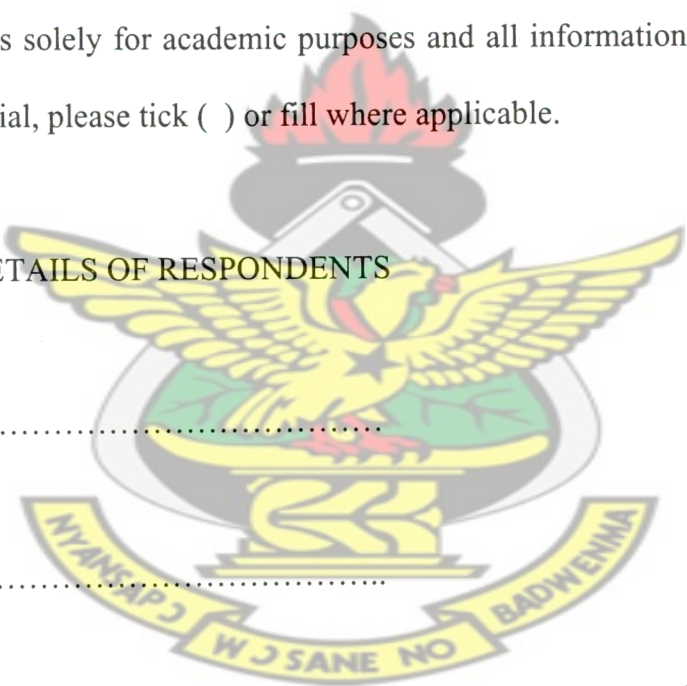 s solely for academic purposes and all information
ial, please tick ( ) or fill where applicable.
ETAILS OF RESPONDENTS
....................................
....................................
NYANSAPƆ WƆSANE NO BADWENMA